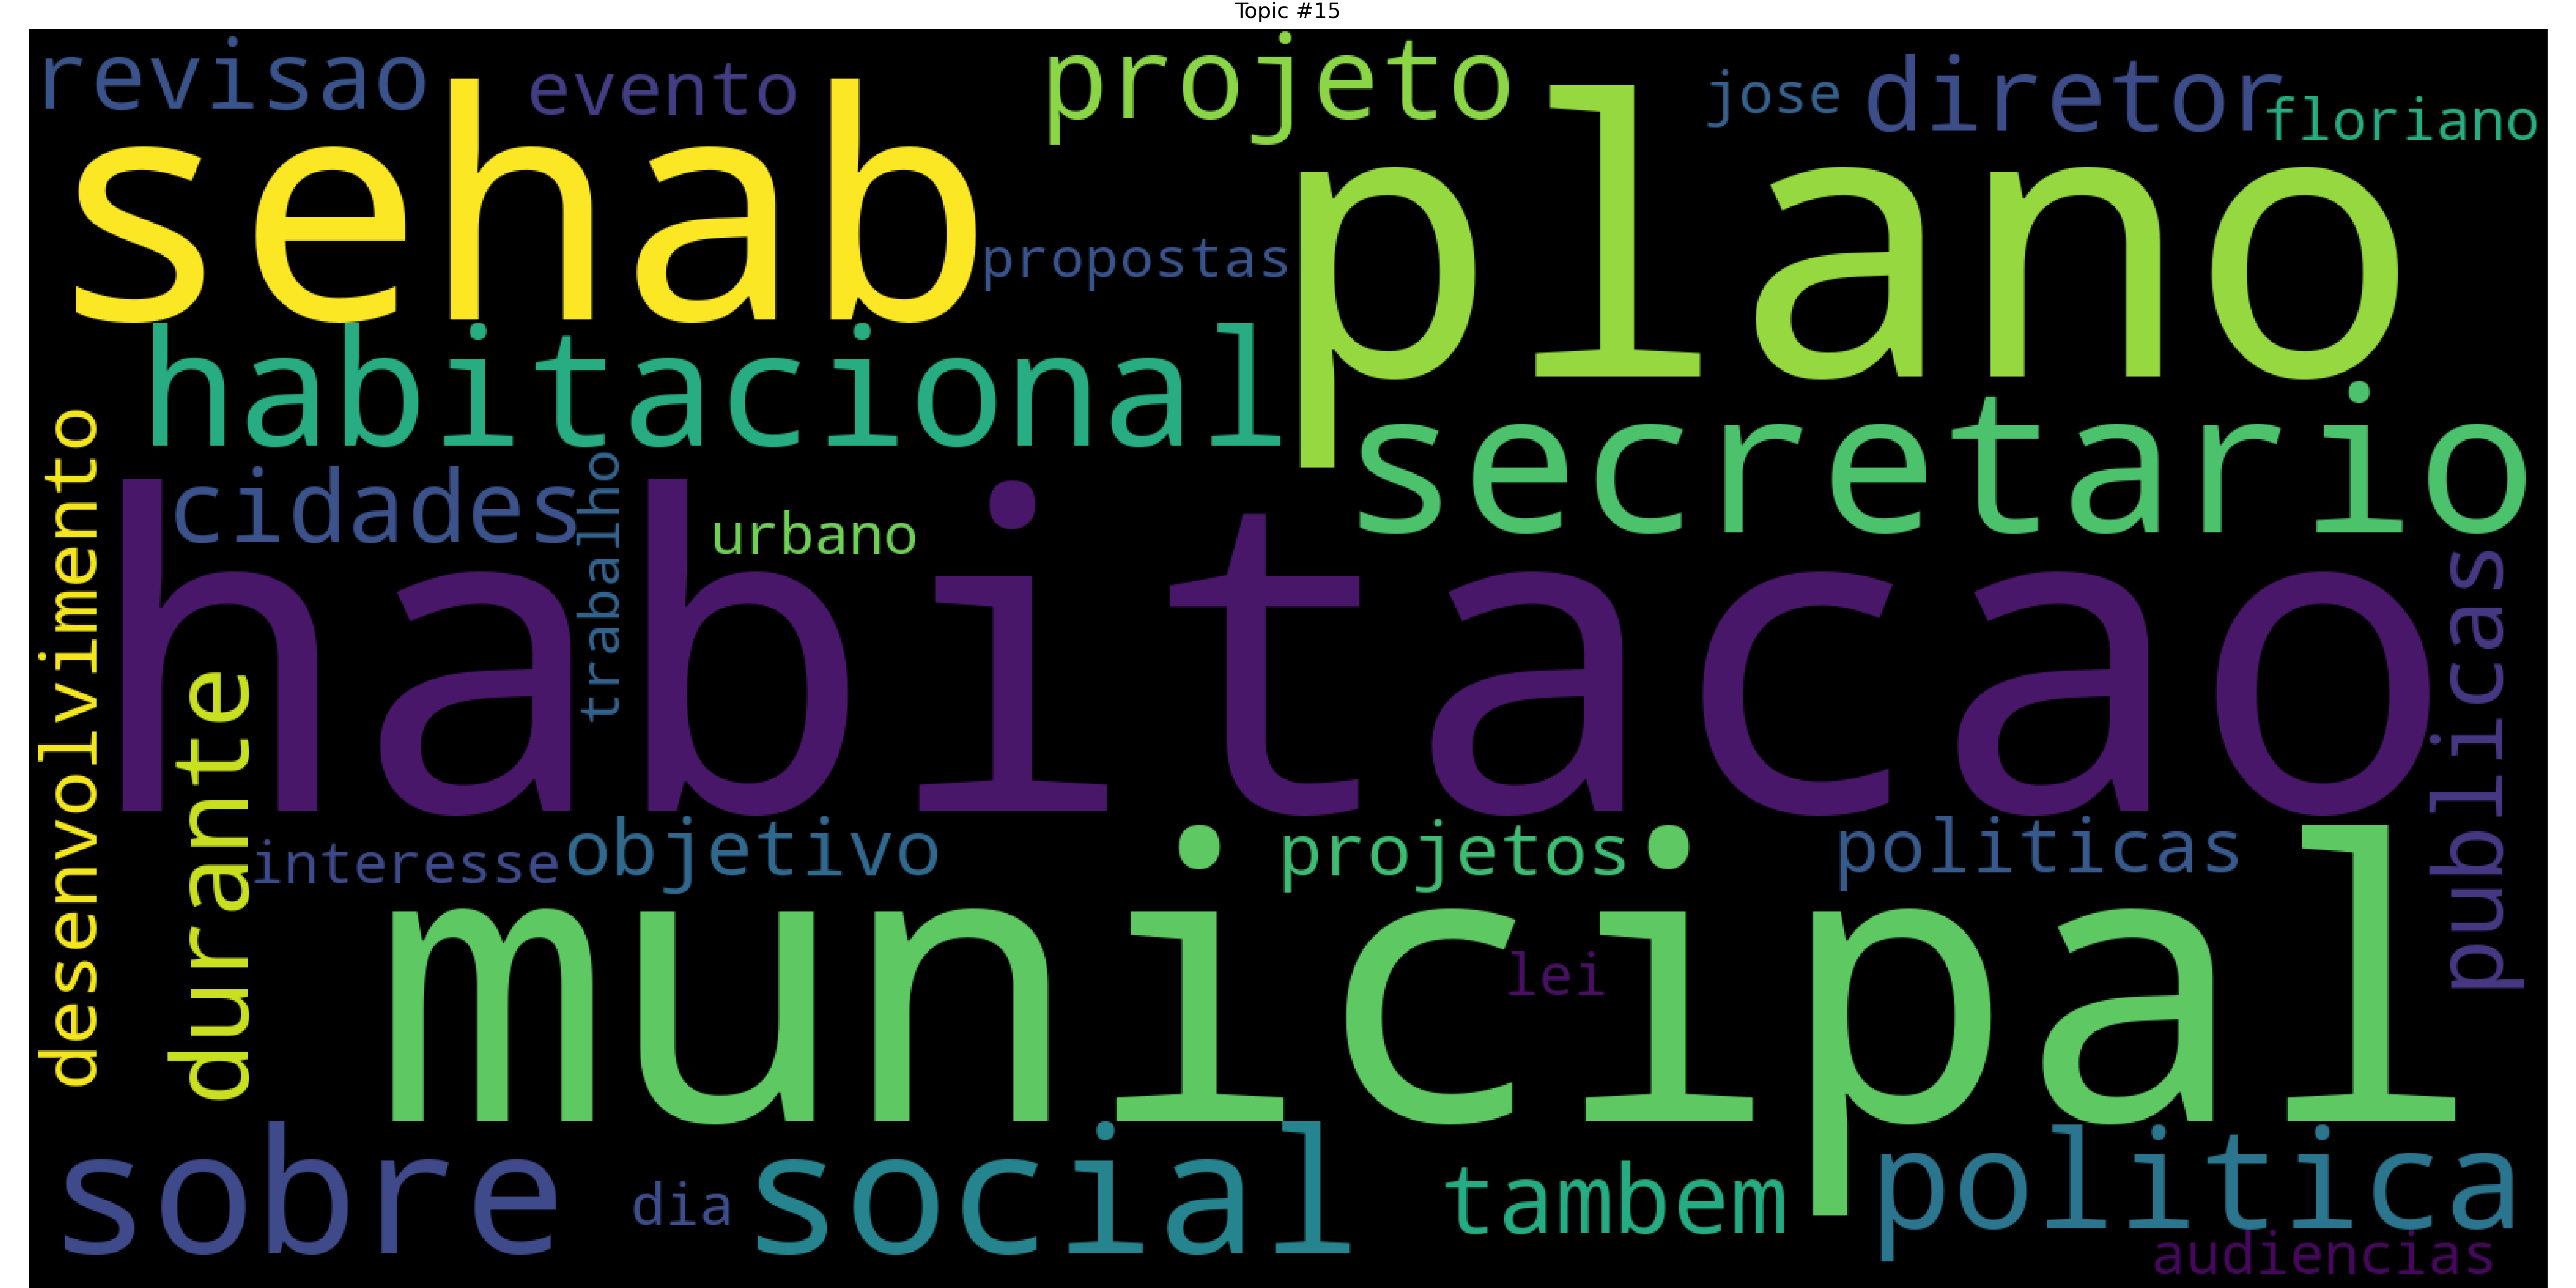 Topic #15
revisao
evento
projeto
jose
diretor
floriano
sehab
plano
propostas
habitacional
secretario
cidades
trabalho
urbano
desenvolvimento
habitacao
publicas
durante
interesse
objetivo
projetos
politicas
municipal
lei
sobre
dia
social
tambem
politica
audiencias